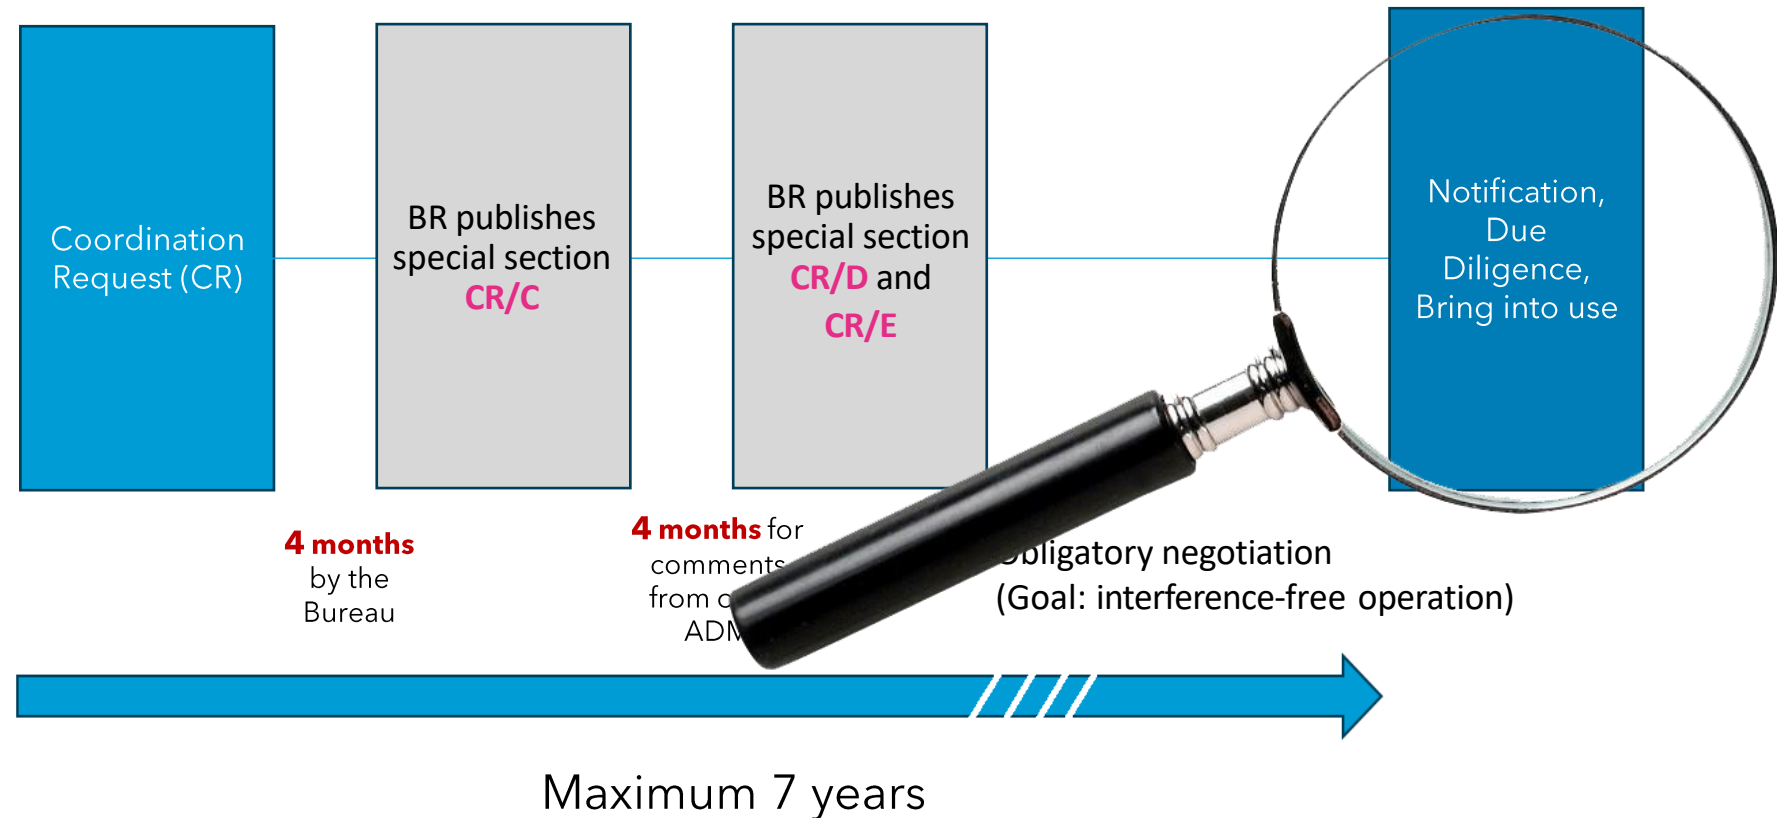 Coordination
Request (CR)
BR publishes
special section
CR/C
BR publishes
special section
CR/D and
CR/E
Notification,
Due
Diligence,
Bring into use
4 months
by the
Bureau
4 months for
comments
from
negotiation
(Goal: interference-free operation)
Maximum 7 years